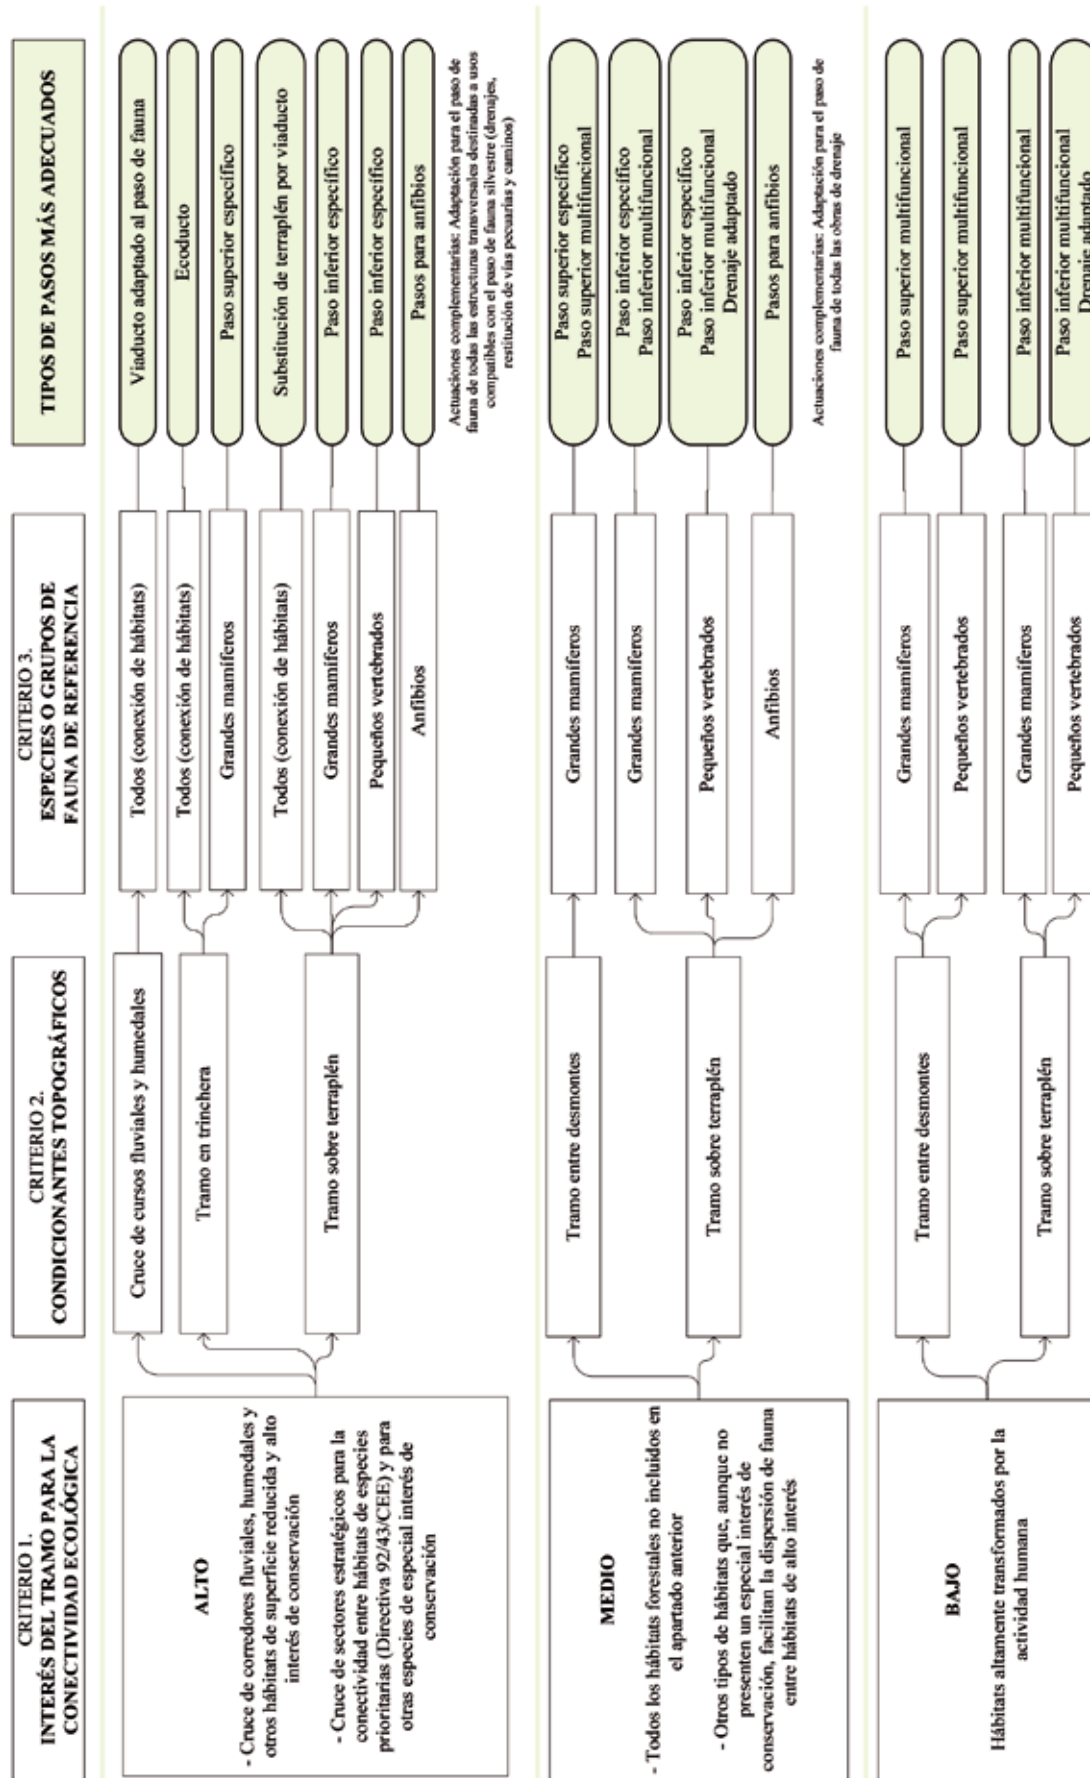 CRITERIO 1.
INTERÉS DEL TRAMO PARA LA
CONECTIVIDAD ECOLÓGICA
CRITERIO 2.
CONDICIONANTES TOPOGRÁFICOS
CRITERIO 3.
ESPECIES O GRUPOS DE
FAUNA DE REFERENCIA
TIPOS DE PASOS MÁS ADECUADOS
ALTO
- Cruce de corredores fluviales, humedales y
otros hábitats de superficie reducida y alto
interés de conservación
- Cruce de sectores estratégicos para la
conectividad entre hábitats de especies
prioritarias (Directiva 92/43/CEE) y para
otras especies de especial interés de
conservación
Cruce de cursos fluviales y humedales
Tramo en trinchera
Tramo sobre terraplén
Todos (conexión de hábitats)
Todos (conexión de hábitats)
Grandes mamíferos
Todos (conexión de hábitats)
Grandes mamíferos
Pequeños vertebrados
Anfibios
Viaducto adaptado al paso de fauna
Ecoducto
Paso superior específico
Substitución de terraplén por viaducto
Paso inferior específico
Paso inferior específico
Pasos para anfibios
Actuaciones complementarias: Adaptación para el paso de
fauna de todas las estructuras transversales destinadas a usos
compatibles con el paso de fauna silvestre (drenajes,
restitución de vías pecuarias y caminos)
MEDIO
- Todos los hábitats forestales no incluidos en
el apartado anterior
- Otros tipos de hábitats que, aunque no
presenten un especial interés de
conservación, facilitan la dispersión de fauna
entre hábitats de alto interés
Tramo entre desmontes
Tramo sobre terraplén
Grandes mamíferos
Grandes mamíferos
Pequeños vertebrados
Anfibios
Paso superior específico
Paso superior multifuncional
Paso inferior específico
Paso inferior multifuncional
Paso inferior específico
Paso inferior multifuncional
Drenaje adaptado
Pasos para anfibios
Actuaciones complementarias: Adaptación para el paso de
fauna de todas las obras de drenaje
BAJO
Hábitats altamente transformados por la
actividad humana
Tramo entre desmontes
Tramo sobre terraplén
Grandes mamíferos
Pequeños vertebrados
Grandes mamíferos
Pequeños vertebrados
Paso superior multifuncional
Paso superior multifuncional
Paso inferior multifuncional
Paso inferior multifuncional
Drenaje adaptado